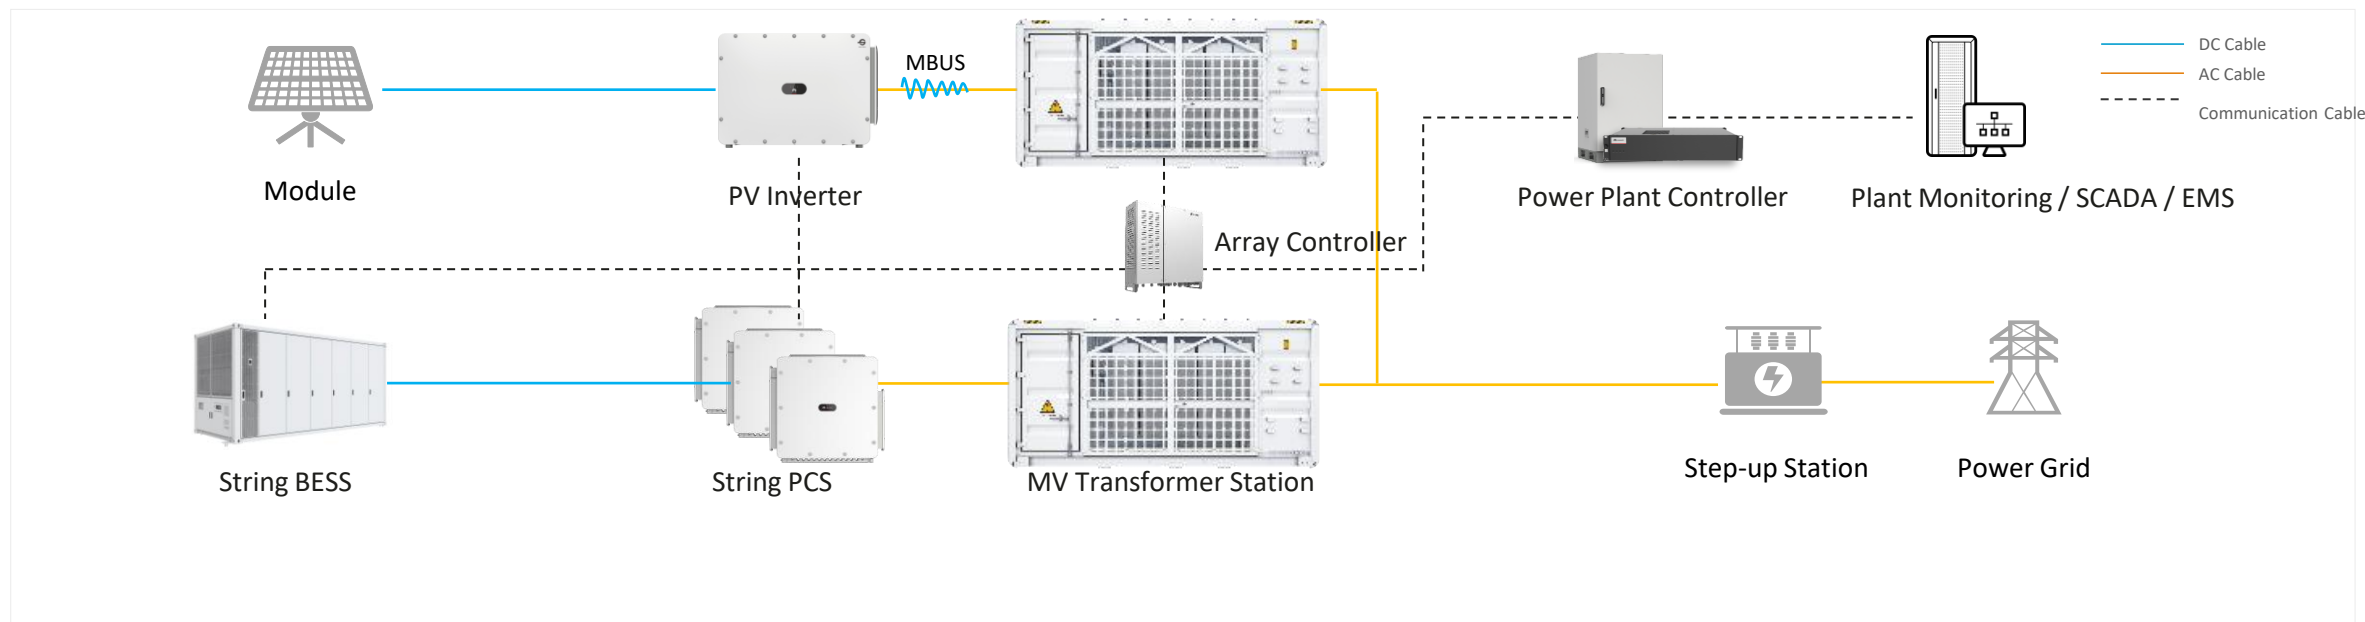 MBUS
DC Cable
AC Cable
Communication Cable
Module
PV Inverter
Power Plant Controller
Plant Monitoring / SCADA / EMS
Array Controller
String BESS
String PCS
MV Transformer Station
Step-up Station
Power Grid